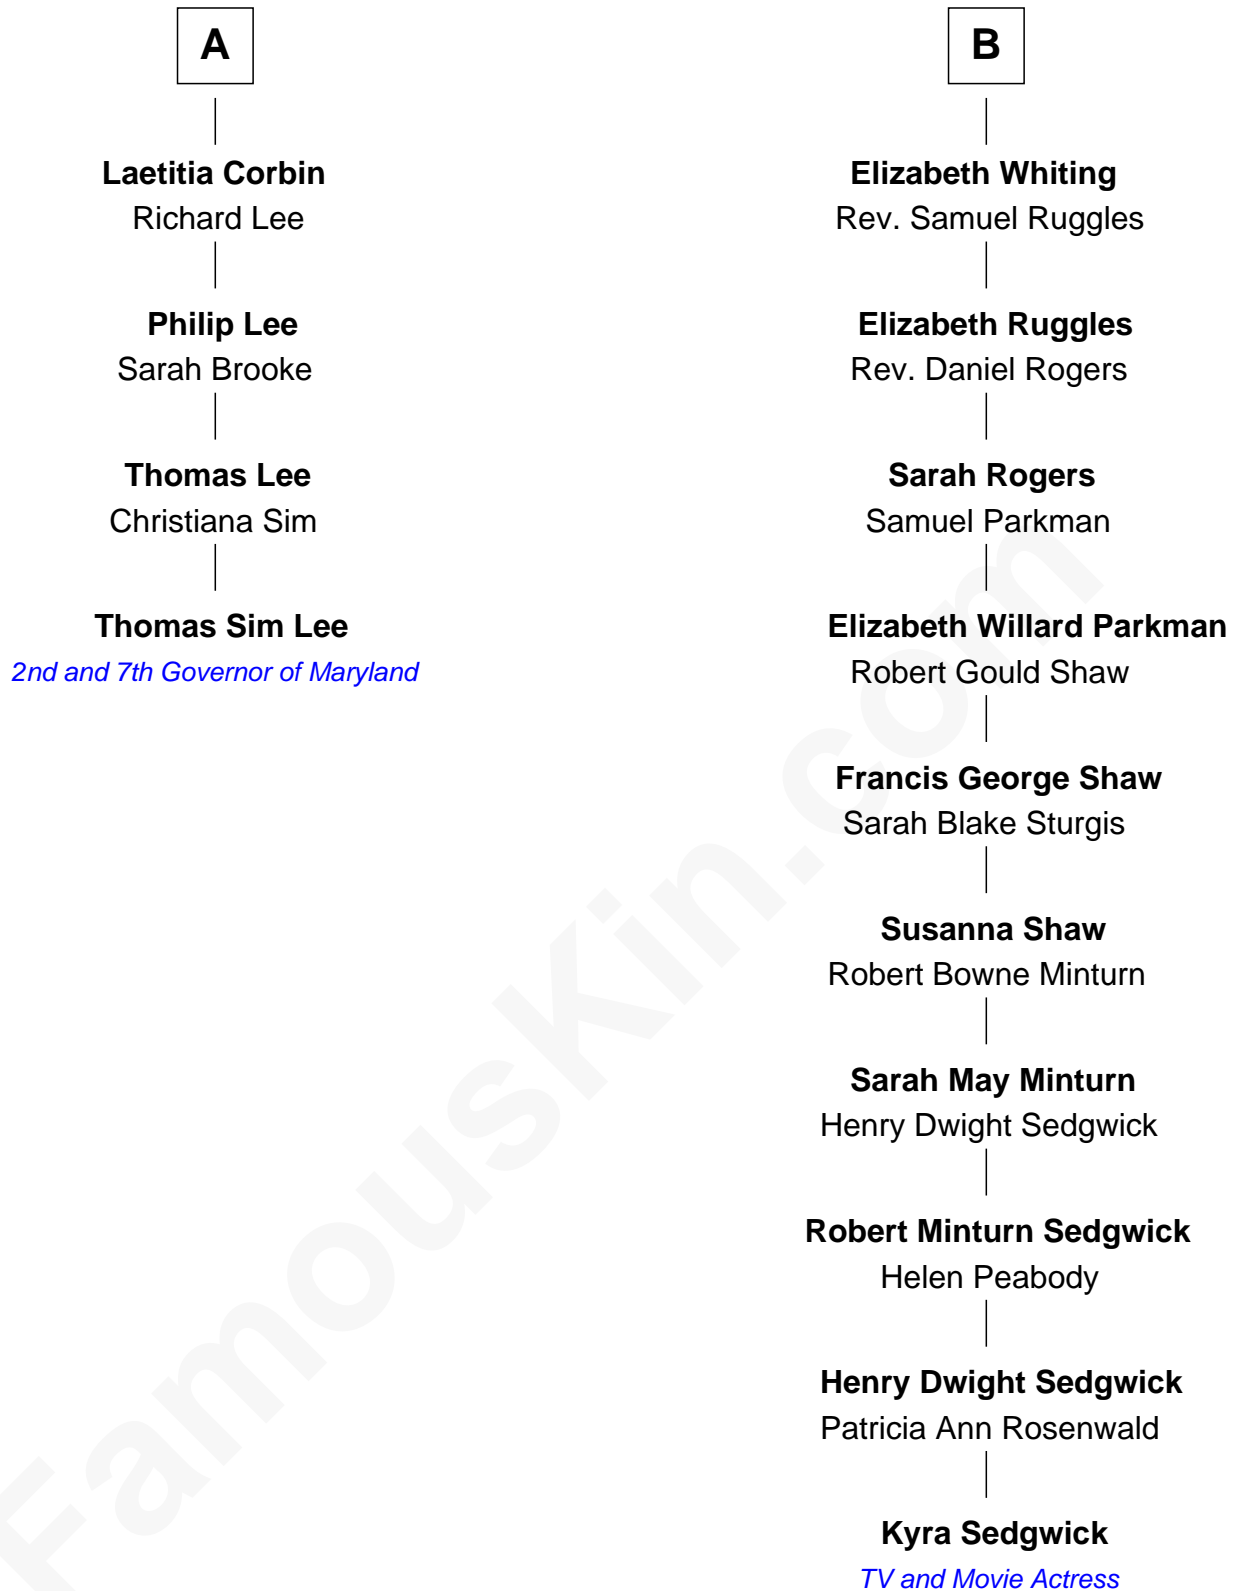 A
Laetitia Corbin
Richard Lee
Philip Lee
Sarah Brooke
Thomas Lee
Christiana Sim
Thomas Sim Lee
2nd and 7th Governor of Maryland
B
Elizabeth Whiting
Rev. Samuel Ruggles
Elizabeth Ruggles
Rev. Daniel Rogers
Sarah Rogers
Samuel Parkman
Elizabeth Willard Parkman
Robert Gould Shaw
Francis George Shaw
Sarah Blake Sturgis
Susanna Shaw
Robert Bowne Minturn
Sarah May Minturn
Henry Dwight Sedgwick
Robert Minturn Sedgwick
Helen Peabody
Henry Dwight Sedgwick
Patricia Ann Rosenwald
Kyra Sedgwick
TV and Movie Actress
FamousKin.com